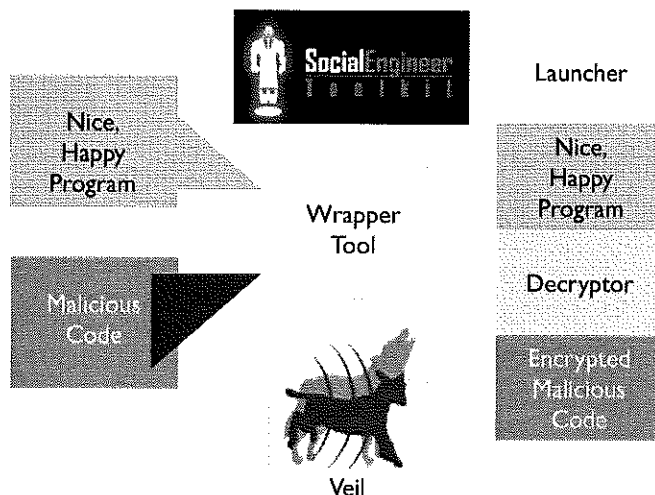 SocialEngineer
Toolkit
Nice,
Happy
Program
Malicious
Code
Wrapper
Tool
Veil
Launcher
Nice,
Happy
Program
Decryptor
Encrypted
Malicious
Code